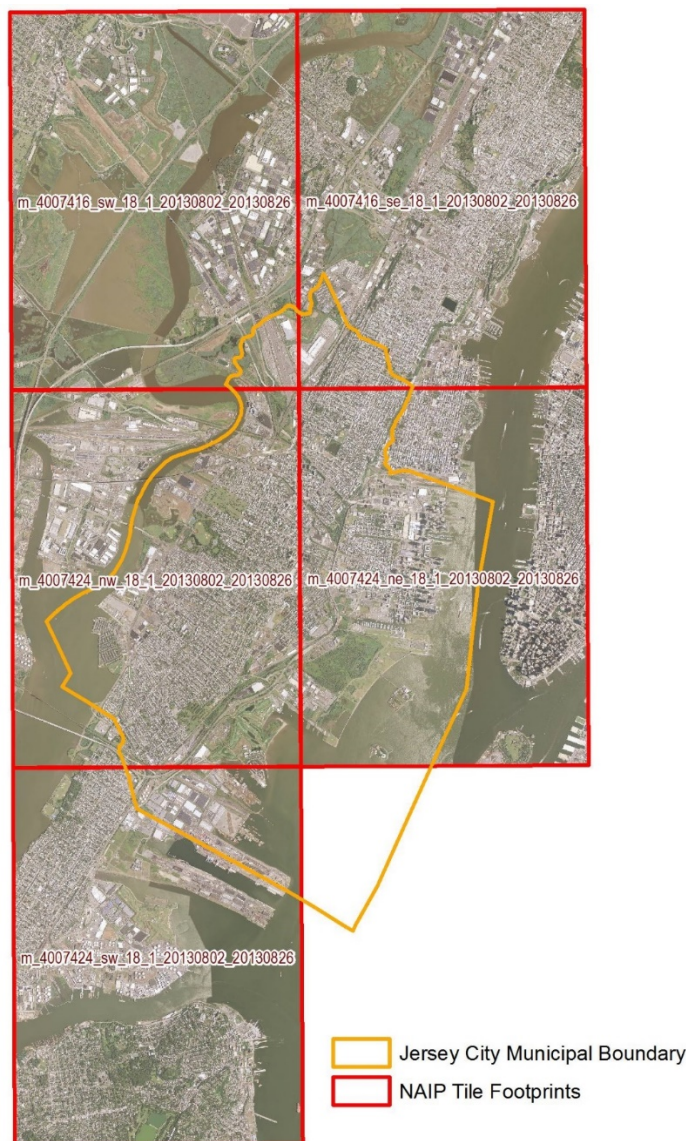 m_4007416_sw_18_1_20130802_20130826
m_4007416_se_18_1_20130802_20130826
m_4007424_nw_18_1_20130802_20130826
m_4007424_ne_18_1_20130802_20130826
m_4007424_sw_18_1_20130802_20130826
Jersey City Municipal Boundary
NAIP Tile Footprints